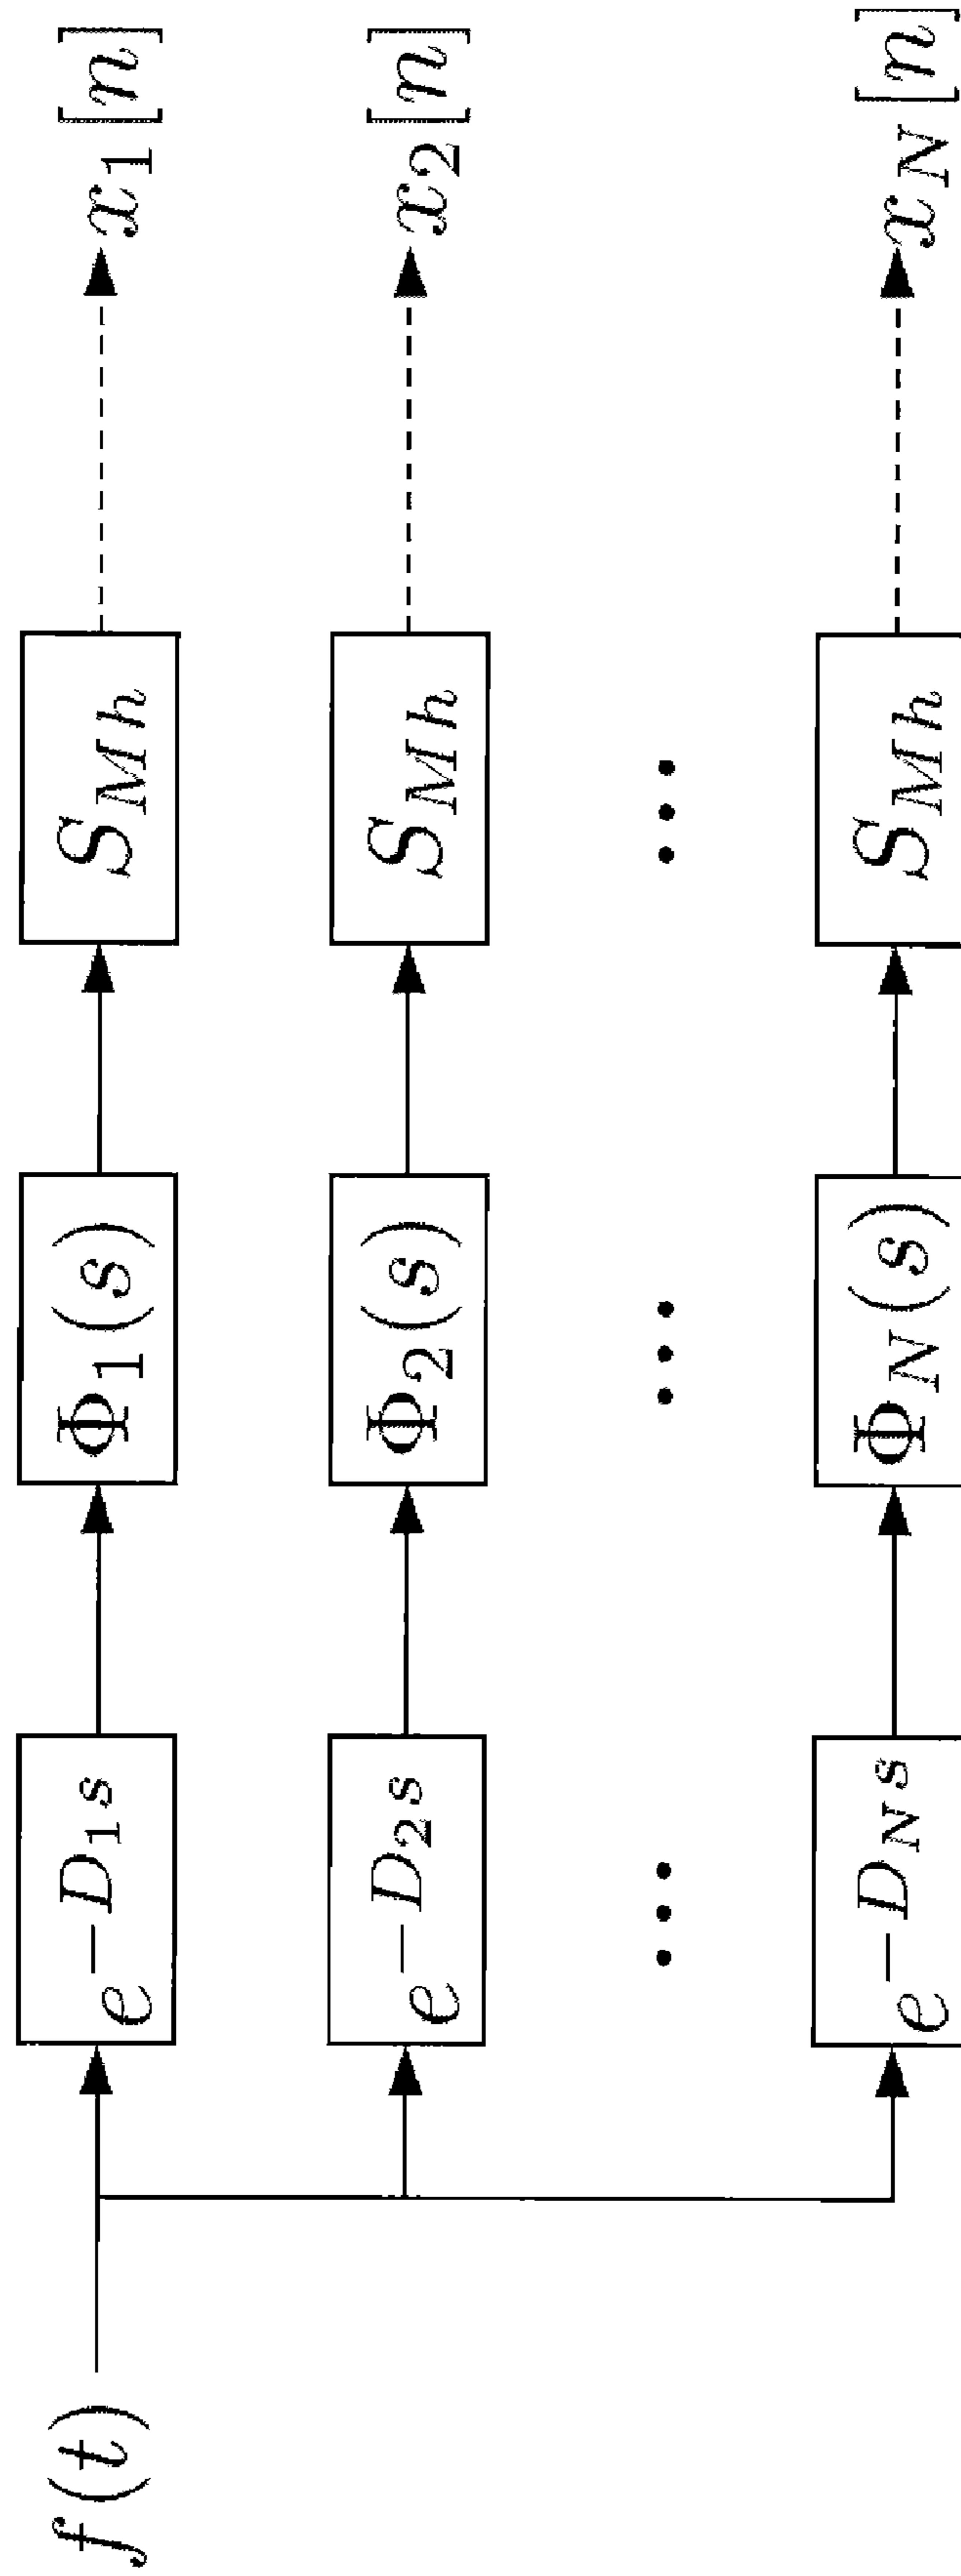 f(t) e^{-D_1 s} Φ_1(s) S_{Mh} x_1[n]
e^{-D_2 s} Φ_2(s) S_{Mh} x_2[n]
e^{-D_N s} Φ_N(s) S_{Mh} x_N[n]